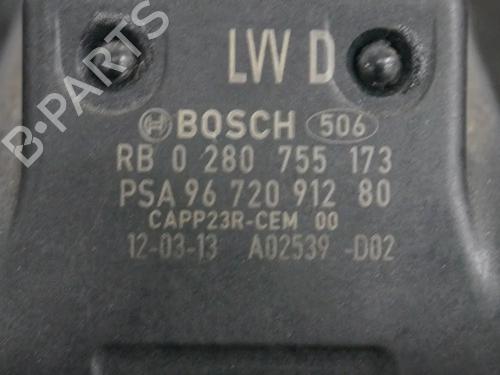 LW D
BOSCH 506
RB 0 280 755 173
PSA 96 720 912 80
CAPP23R-CEM 00
12-03-13 A02539 -D02
B-PARTS